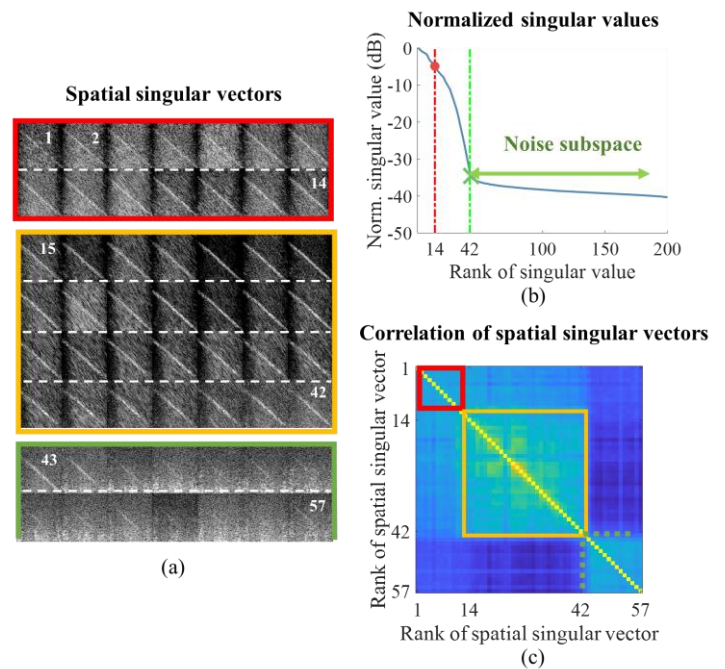 Spatial singular vectors
1
2
14
15
42
43
57
(a)
Normalized singular values
Norm. singular value (dB)
0
-10
-20
-30
-40
-50
Noise subspace
14
42
100
150
200
Rank of singular value
(b)
Correlation of spatial singular vectors
Rank of spatial singular vector
1
14
42
57
1
14
42
57
Rank of spatial singular vector
(c)